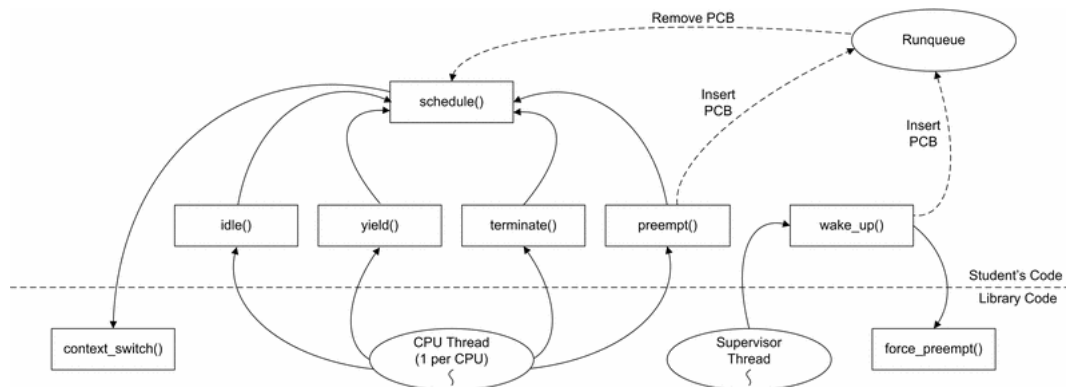 Remove PCB
Runqueue
schedule()
Insert
PCB
Insert
PCB
idle()
yield()
terminate()
preempt()
wake_up()
Student's Code
Library Code
context_switch()
CPU Thread
(1 per CPU)
Supervisor
Thread
force_preempt()